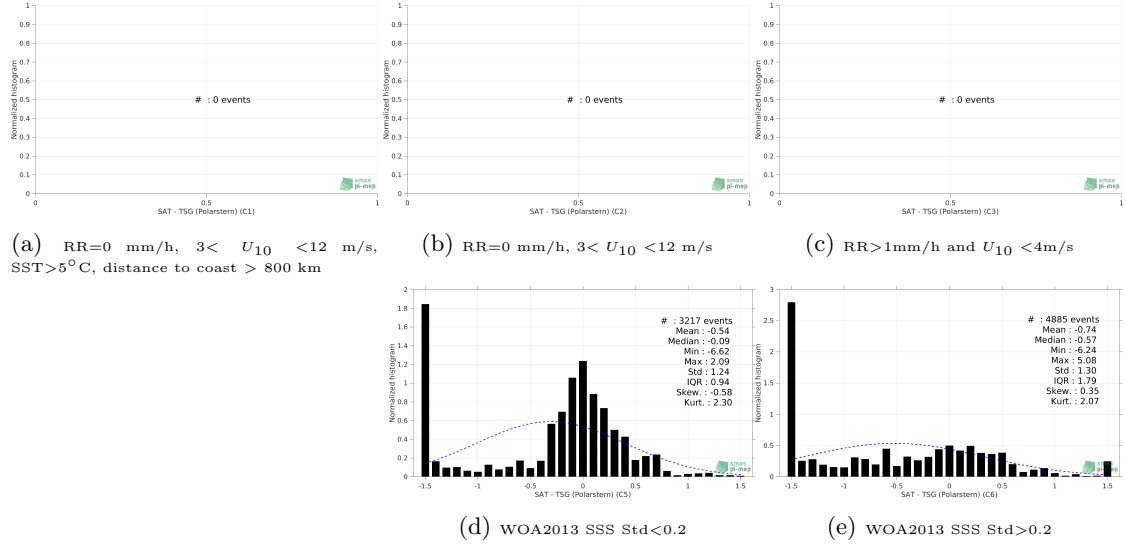 1
0.9
0.8
0.7
0.6
0.5
0.4
0.3
0.2
0.1
0
Normalized histogram
# : 0 events
0 0.5 1
SAT - TSG (Polarstern) (C1)
smos
pi-mep
1
0.9
0.8
0.7
0.6
0.5
0.4
0.3
0.2
0.1
0
Normalized histogram
# : 0 events
0 0.5 1
SAT - TSG (Polarstern) (C2)
smos
pi-mep
1
0.9
0.8
0.7
0.6
0.5
0.4
0.3
0.2
0.1
0
Normalized histogram
# : 0 events
0 0.5 1
SAT - TSG (Polarstern) (C3)
smos
pi-mep
(a) RR=0 mm/h, 3< U10 <12 m/s,
SST>5°C, distance to coast > 800 km
(b) RR=0 mm/h, 3< U10 <12 m/s
(c) RR>1mm/h and U10 <4m/s
2
1.8
1.6
1.4
1.2
1
0.8
0.6
0.4
0.2
0
Normalized histogram
# : 3217 events
Mean : -0.54
Median : -0.09
Min : -6.62
Max : 2.09
Std : 1.24
IQR : 0.94
Skew. : -0.58
Kurt. : 2.30
smos
pi-mep
-1.5 -1 -0.5 0 0.5 1 1.5
SAT - TSG (Polarstern) (C5)
3
2.5
2
1.5
1
0.5
0
Normalized histogram
# : 4885 events
Mean : -0.74
Median : -0.57
Min : -6.24
Max : 5.08
Std : 1.30
IQR : 1.79
Skew. : 0.35
Kurt. : 2.07
smos
pi-mep
-1.5 -1 -0.5 0 0.5 1 1.5
SAT - TSG (Polarstern) (C6)
(d) WOA2013 SSS Std<0.2
(e) WOA2013 SSS Std>0.2